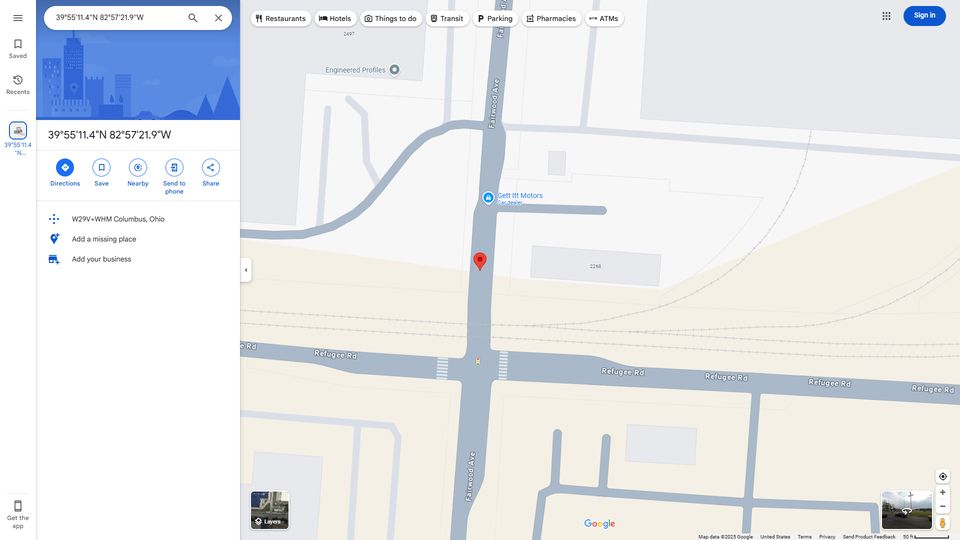 39°55'11.4"N 82°57'21.9"W
Restaurants
Hotels
Things to do
Transit
Parking
Pharmacies
ATMs
Sign in
Saved
Recents
39°55'11.4
"N...
39°55'11.4"N 82°57'21.9"W
Directions
Save
Nearby
Send to
phone
Share
W29V+WHM Columbus, Ohio
Add a missing place
Add your business
Get the
app
2497
Engineered Profiles
Fairwood Ave
Gett Itt Motors
Car dealer
2268
Refugee Rd
Refugee Rd
Refugee Rd
Refugee Rd
Refugee Rd
Fairwood Ave
Layers
Google
Map data ©2025 Google
United States
Terms
Privacy
Send Product Feedback
50 ft